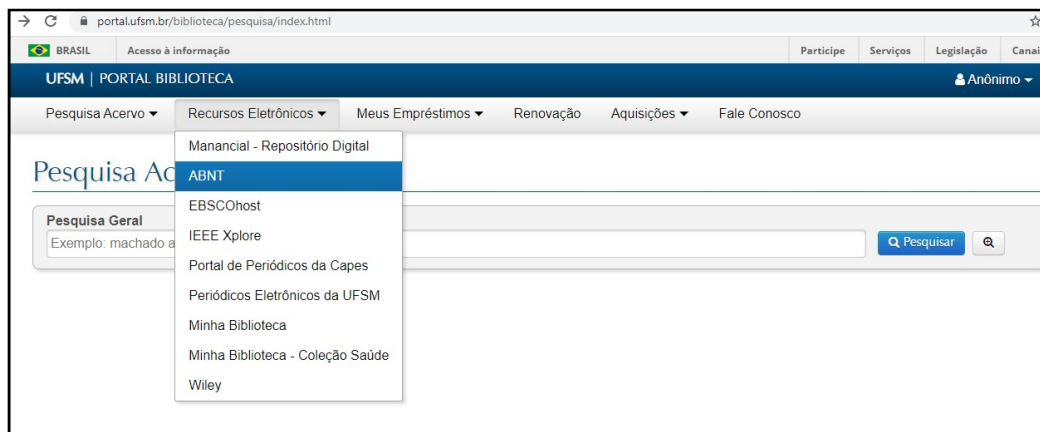 portal.ufsm.br/biblioteca/pesquisa/index.html
BRASIL Acesso à informação Participe Serviços Legislação Canai
UFSM | PORTAL BIBLIOTECA Anônimo
Pesquisa Acervo Recursos Eletrônicos Meus Empréstimos Renovação Aquisições Fale Conosco
Manancial - Repositório Digital
Pesquisa Ac
ABNT
EBSCOhost
Pesquisa Geral
IEEE Xplore
Exemplo: machado a
Pesquisar
Portal de Periódicos da Capes
Periódicos Eletrônicos da UFSM
Minha Biblioteca
Minha Biblioteca - Coleção Saúde
Wiley